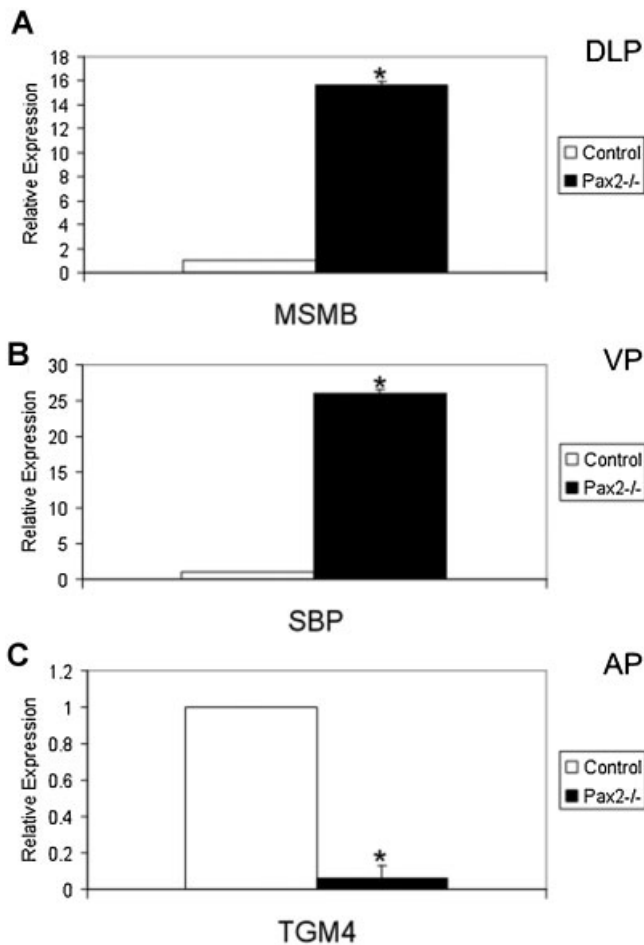 A
DLP
18
16
14
12
10
8
6
4
2
0
Relative Expression
*
Control
Pax2-/-
MSMB
B
VP
30
25
20
15
10
5
0
Relative Expression
*
Control
Pax2-/-
SBP
C
AP
1.2
1
0.8
0.6
0.4
0.2
0
Relative Expression
*
Control
Pax2-/-
TGM4